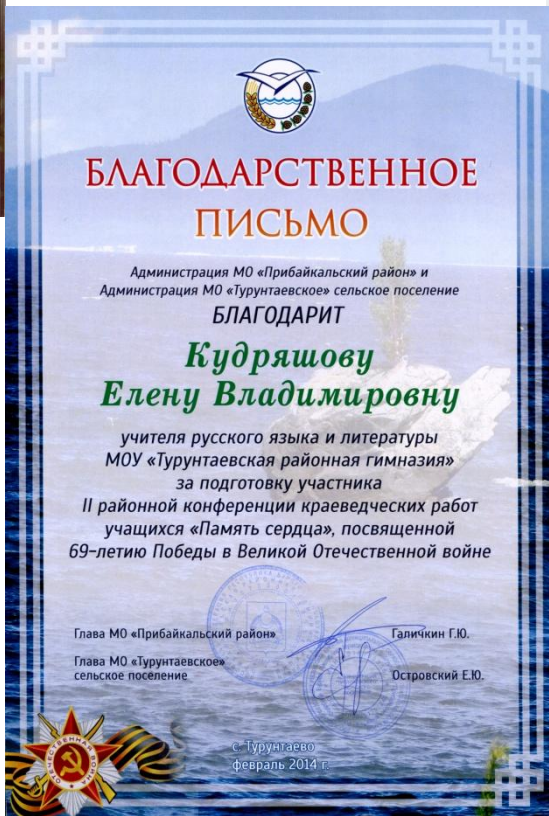 БЛАГОДАРСТВЕННОЕ
ПИСЬМО
Администрация МО «Прибайкальский район» и
Администрация МО «Турунтаевское» сельское поселение
БЛАГОДАРИТ
Кудряшову
Елену Владимировну
учителя русского языка и литературы
МОУ «Турунтаевская районная гимназия»
за подготовку участника
II районной конференции краеведческих работ
учащихся «Память сердца», посвященной
69-летию Победы в Великой Отечественной войне
Глава МО «Прибайкальский район» Галичкин Г.Ю.
Глава МО «Турунтаевское»
сельское поселение Островский Е.Ю.
ОТЕЧЕСТВЕННАЯ ВОЙНА
с. Турунтаево
февраль 2014 г.